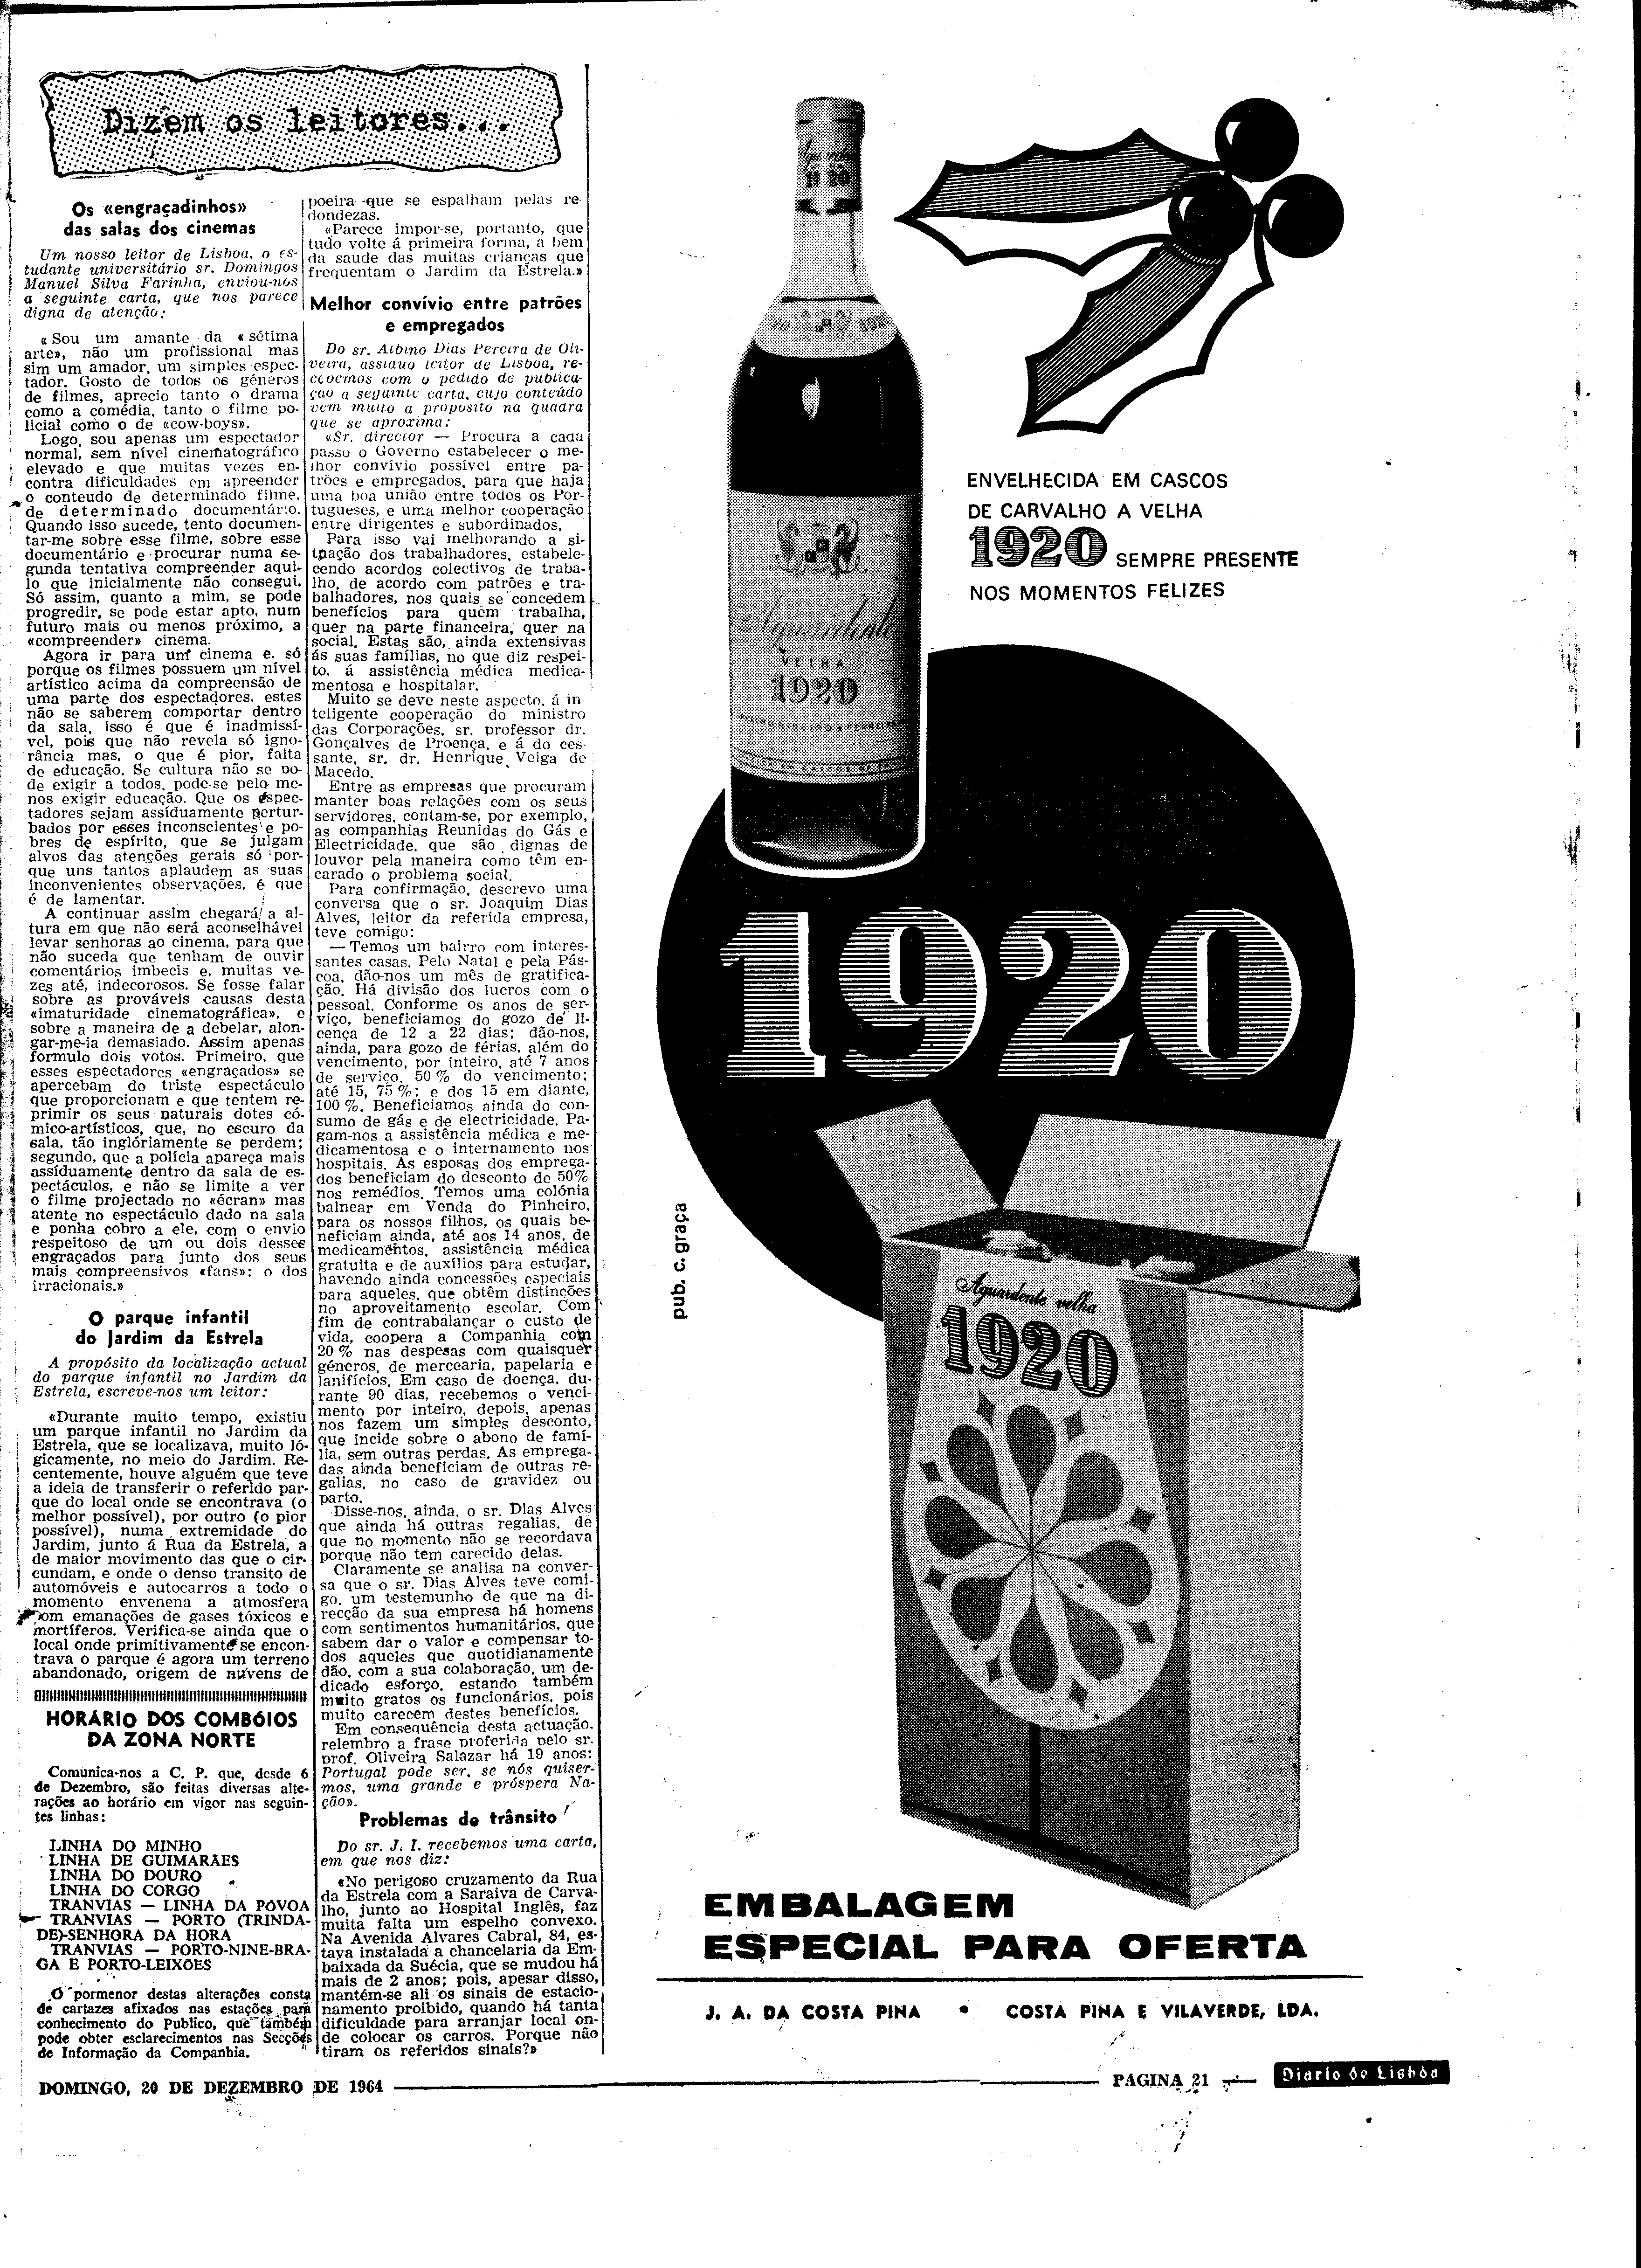 Dizem os leitores...
Os «engraçadinhos»
das salas dos cinemas
Um nosso leitor de Lisboa, o es-
tudante universitário sr. Domingos
Manuel Silva Farinha, enviou-nos
a seguinte carta, que nos parece
digna de atenção:
«Sou um amante da «sétima
arte», não um profissional mas
sim um amador, um simples espec-
tador. Gosto de todos os géneros
de filmes, aprecio tanto o drama
como a comédia, tanto o filme po-
licial como o de «cow-boys».
Logo, sou apenas um espectador
normal, sem nível cinematográfico
elevado e que muitas vezes en-
contra dificuldades em apreender
o conteudo de determinado filme,
de determinado documentário.
Quando isso sucede, tento documen-
tar-me sobre esse filme, sobre esse
documentário e procurar numa se-
gunda tentativa compreender aqui-
lo que inicialmente não consegui.
Só assim, quanto a mim, se pode
progredir, se pode estar apto, num
futuro mais ou menos próximo, a
«compreender» cinema.
Agora ir para um cinema e, só
porque os filmes possuem um nível
artístico acima da compreensão de
uma parte dos espectadores, estes
não se saberem comportar dentro
da sala, isso é que é inadmissí-
vel, pois que não revela só igno-
rância mas, o que é pior, falta
de educação. Se cultura não se po-
de exigir a todos, pode-se pelo me-
nos exigir educação. Que os espec-
tadores sejam assíduamente pertur-
bados por esses inconscientes e po-
bres de espírito, que se julgam
alvos das atenções gerais só por-
que uns tantos aplaudem as suas
inconvenientes observações, é que
é de lamentar.
A continuar assim chegará a al-
tura em que não será aconselhável
levar senhoras ao cinema, para que
não suceda que tenham de ouvir
comentários imbecis e, muitas ve-
zes até, indecorosos. Se fosse falar
sobre as prováveis causas desta
«imaturidade cinematográfica», e
sobre a maneira de a debelar, alon-
gar-me-ia demasiado. Assim apenas
formulo dois votos. Primeiro, que
esses espectadores «engraçados» se
apercebam do triste espectáculo
que proporcionam e que tentem re-
primir os seus naturais dotes có-
mico-artísticos, que, no escuro da
sala, tão inglóriamente se perdem;
segundo, que a polícia apareça mais
assíduamente dentro da sala de es-
pectáculos, e não se limite a ver
o filme projectado no «écran» mas
atente no espectáculo dado na sala
e ponha cobro a ele, com o envio
respeitoso de um ou dois desses
engraçados para junto dos seus
mais compreensivos «fans»: o dos
irracionais.»
O parque infantil
do Jardim da Estrela
A propósito da localização actual
do parque infantil no Jardim da
Estrela, escreve-nos um leitor:
«Durante muito tempo, existiu
um parque infantil no Jardim da
Estrela, que se localizava, muito ló-
gicamente, no meio do Jardim. Re-
centemente, houve alguém que teve
a ideia de transferir o referido par-
que do local onde se encontrava (o
melhor possível), por outro (o pior
possível), numa extremidade do
Jardim, junto á Rua da Estrela, a
de maior movimento das que o cir-
cundam, e onde o denso transito de
automóveis e autocarros a todo o
momento envenena a atmosfera
com emanações de gases tóxicos e
mortíferos. Verifica-se ainda que o
local onde primitivamente se encon-
trava o parque é agora um terreno
abandonado, origem de nuvens de
HORÁRIO DOS COMBÓIOS
DA ZONA NORTE
Comunica-nos a C. P. que, desde 6
de Dezembro, são feitas diversas alte-
rações ao horário em vigor nas seguin-
tes linhas:
LINHA DO MINHO
LINHA DE GUIMARÃES
LINHA DO DOURO
LINHA DO CORGO
TRANVIAS — LINHA DA PÓVOA
TRANVIAS — PORTO (TRINDA-
DE)-SENHORA DA HORA
TRANVIAS — PORTO-NINE-BRA-
GA E PORTO-LEIXÕES
O pormenor destas alterações consta
de cartazes afixados nas estações para
conhecimento do Publico, que também
pode obter esclarecimentos nas Secções
de Informação da Companhia.
poeira que se espalham pelas re-
dondezas.
«Parece impor-se, portanto, que
tudo volte á primeira forma, a bem
da saude das muitas crianças que
frequentam o Jardim da Estrela.»
Melhor convívio entre patrões
e empregados
Do sr. Albino Dias Pereira de Oli-
veira, assíduo leitor de Lisboa, re-
cebemos com o pedido de publica-
ção a seguinte carta, cujo conteúdo
vem muito a propósito na quadra
que se aproxima:
«Sr. director — Procura a cada
passo o Governo estabelecer o me-
lhor convívio possível entre pa-
trões e empregados, para que haja
uma boa união entre todos os Por-
tugueses, e uma melhor cooperação
entre dirigentes e subordinados.
Para isso vai melhorando a si-
tuação dos trabalhadores, estabele-
cendo acordos colectivos de traba-
lho, de acordo com patrões e tra-
balhadores, nos quais se concedem
benefícios para quem trabalha,
quer na parte financeira, quer na
social. Estas são, ainda extensivas
ás suas famílias, no que diz respei-
to, á assistência médica medica-
mentosa e hospitalar.
Muito se deve neste aspecto, á in-
teligente cooperação do ministro
das Corporações, sr. professor dr.
Gonçalves de Proença, e á do ces-
sante, sr. dr. Henrique Veiga de
Macedo.
Entre as empresas que procuram
manter boas relações com os seus
servidores, contam-se, por exemplo,
as companhias Reunidas do Gás e
Electricidade, que são dignas de
louvor pela maneira como têm en-
carado o problema social.
Para confirmação, descrevo uma
conversa que o sr. Joaquim Dias
Alves, leitor da referida empresa,
teve comigo:
— Temos um bairro com interes-
santes casas. Pelo Natal e pela Pás-
coa, dão-nos um mês de gratifica-
ção. Há divisão dos lucros com o
pessoal. Conforme os anos de ser-
viço, beneficiamos do gozo de li-
cença de 12 a 22 dias; dão-nos,
ainda, para gozo de férias, além do
vencimento, por inteiro, até 7 anos
de serviço, 50 % do vencimento;
até 15, 75 %; e dos 15 em diante,
100 %. Beneficiamos ainda do con-
sumo de gás e de electricidade. Pa-
gam-nos a assistência médica e me-
dicamentosa e o internamento nos
hospitais. As esposas dos emprega-
dos beneficiam do desconto de 50%
nos remédios. Temos uma colónia
balnear em Venda do Pinheiro,
para os nossos filhos, os quais be-
neficiam ainda, até aos 14 anos, de
medicamentos, assistência médica
gratuita e de auxílios para estudar,
havendo ainda concessões especiais
para aqueles, que obtêm distinções
no aproveitamento escolar. Com
fim de contrabalançar o custo de
vida, coopera a Companhia com
20 % nas despesas com quaisquer
géneros, de mercearia, papelaria e
lanifícios. Em caso de doença, du-
rante 90 dias, recebemos o venci-
mento por inteiro, depois, apenas
nos fazem um simples desconto,
que incide sobre o abono de famí-
lia, sem outras perdas. As emprega-
das ainda beneficiam de outras re-
galias, no caso de gravidez ou
parto.
Disse-nos, ainda, o sr. Dias Alves
que ainda há outras regalias, de
que no momento não se recordava
porque não tem carecido delas.
Claramente se analisa na conver-
sa que o sr. Dias Alves teve comi-
go, um testemunho de que na di-
recção da sua empresa há homens
com sentimentos humanitários, que
sabem dar o valor e compensar to-
dos aqueles que quotidianamente
dão, com a sua colaboração, um de-
dicado esforço, estando também
muito gratos os funcionários, pois
muito carecem destes benefícios.
Em consequência desta actuação,
relembro a frase proferida pelo sr.
prof. Oliveira Salazar há 19 anos:
Portugal pode ser, se nós quiser-
mos, uma grande e próspera Na-
ção».
Problemas de trânsito
Do sr. J. I. recebemos uma carta,
em que nos diz:
«No perigoso cruzamento da Rua
da Estrela com a Saraiva de Carva-
lho, junto ao Hospital Inglês, faz
muita falta um espelho convexo.
Na Avenida Alvares Cabral, 84, es-
tava instalada a chancelaria da Em-
baixada da Suécia, que se mudou há
mais de 2 anos; pois, apesar disso,
mantém-se ali os sinais de estacio-
namento proibido, quando há tanta
dificuldade para arranjar local on-
de colocar os carros. Porque não
tiram os referidos sinais?»
1920
Aguardente
VELHA
1920
ENVELHECIDA EM CASCOS
DE CARVALHO A VELHA
1920 SEMPRE PRESENTE
NOS MOMENTOS FELIZES
1920
pub. c. graça
Aguardente velha
1920
EMBALAGEM
ESPECIAL PARA OFERTA
J. A. DA COSTA PINA • COSTA PINA E VILAVERDE, LDA.
DOMINGO, 20 DE DEZEMBRO DE 1964
PAGINA 21
Diario de Lisbôa